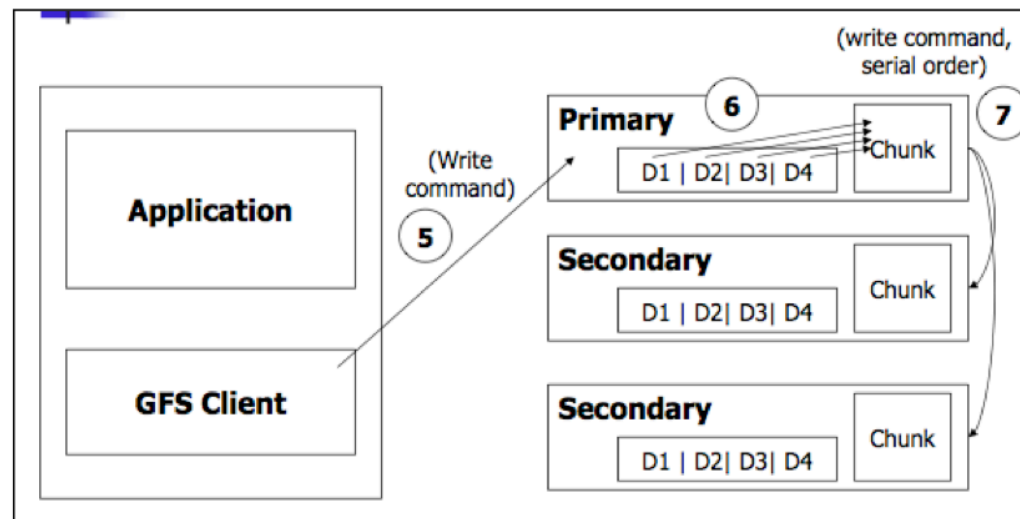 Application
GFS Client
(Write
command)
5
(write command,
serial order)
6
7
Primary
D1 | D2| D3| D4
Chunk
Secondary
D1 | D2| D3| D4
Chunk
Secondary
D1 | D2| D3| D4
Chunk